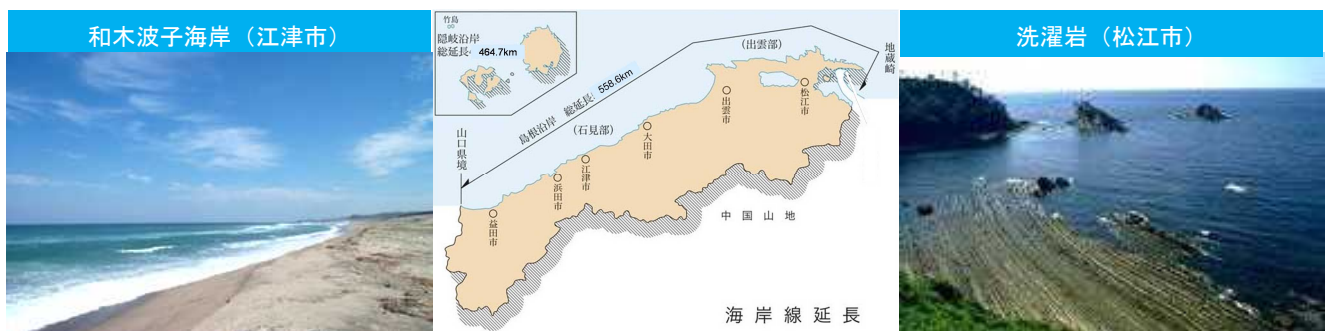 和木波子海岸（江津市）
竹島
隠岐沿岸
総延長 464.7km
島根沿岸 総延長 558.6km
（出雲部）
地蔵崎
松江市
出雲市
（石見部）
大田市
江津市
浜田市
益田市
山口県境
中国山地
海岸線延長
洗濯岩（松江市）